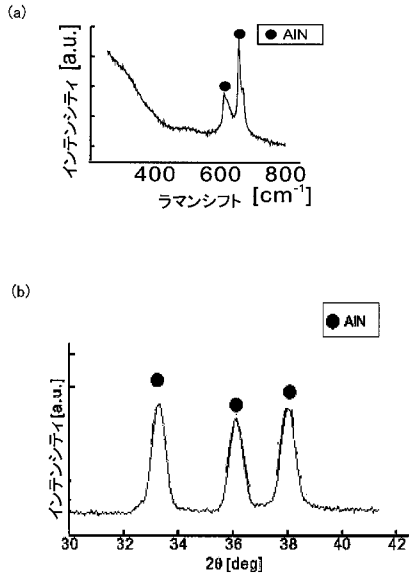 (a)
● AlN
インテンシティ [a.u.]
400 600 800
ラマンシフト [cm-1]
(b)
● AlN
インテンシティ [a.u.]
30 32 34 36 38 40 42
2θ [deg]